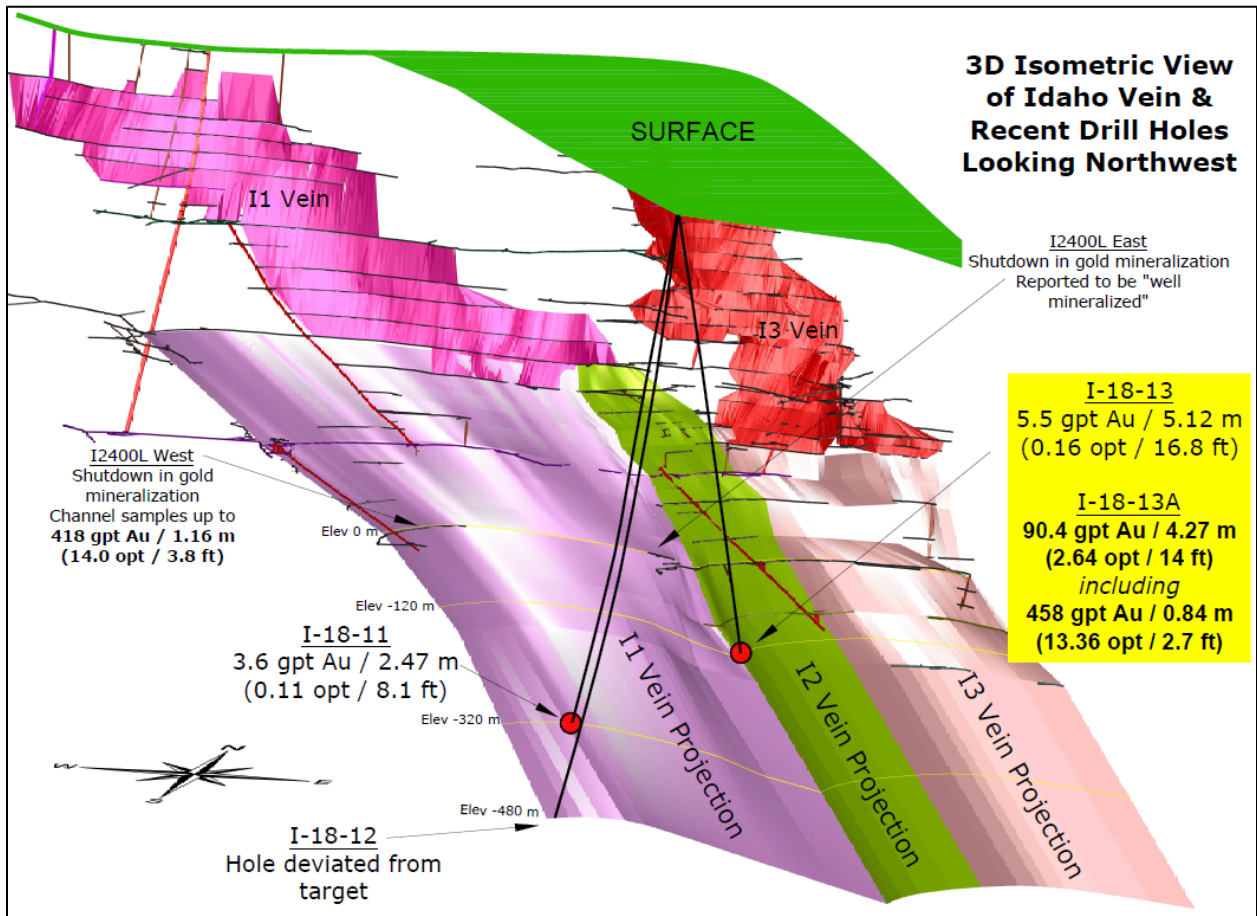 3D Isometric View
of Idaho Vein &
Recent Drill Holes
Looking Northwest
SURFACE
I1 Vein
I3 Vein
I2400L East
Shutdown in gold mineralization
Reported to be "well
mineralized"
I-18-13
5.5 gpt Au / 5.12 m
(0.16 opt / 16.8 ft)
I-18-13A
90.4 gpt Au / 4.27 m
(2.64 opt / 14 ft)
including
458 gpt Au / 0.84 m
(13.36 opt / 2.7 ft)
I2400L West
Shutdown in gold
mineralization
Channel samples up to
418 gpt Au / 1.16 m
(14.0 opt / 3.8 ft)
Elev 0 m
Elev -120 m
I-18-11
3.6 gpt Au / 2.47 m
(0.11 opt / 8.1 ft)
Elev -320 m
I1 Vein Projection
I2 Vein Projection
I3 Vein Projection
N
W
E
S
Elev -480 m
I-18-12
Hole deviated from
target